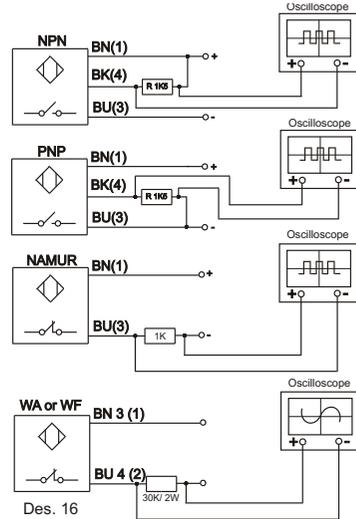 Oscilloscope
NPN
BN(1)
+
BK(4)
R 1K5
+ -
BU(3)
-
Oscilloscope
PNP
BN(1)
+
BK(4)
R 1K5
+ -
BU(3)
-
Oscilloscope
NAMUR
BN(1)
+
+ -
BU(3)
1K
-
Oscilloscope
WA or WF
BN 3 (1)
+ -
BU 4 (2)
30K/ 2W
Des. 16